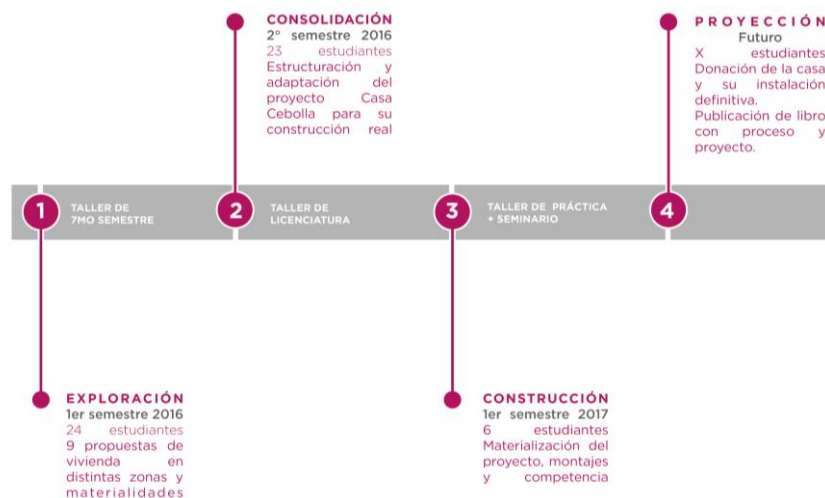 CONSOLIDACIÓN
2° semestre 2016
23 estudiantes
Estructuración y
adaptación del
proyecto Casa
Cebolla para su
construcción real
PROYECCIÓN
Futuro
X estudiantes
Donación de la casa
y su instalación
definitiva.
Publicación de libro
con proceso y
proyecto.
1
TALLER DE
7MO SEMESTRE
2
TALLER DE
LICENCIATURA
3
TALLER DE PRÁCTICA
+ SEMINARIO
4
EXPLORACIÓN
1er semestre 2016
24 estudiantes
9 propuestas de
vivienda en
distintas zonas y
materialidades
CONSTRUCCIÓN
1er semestre 2017
6 estudiantes
Materialización del
proyecto, montajes
y competencia